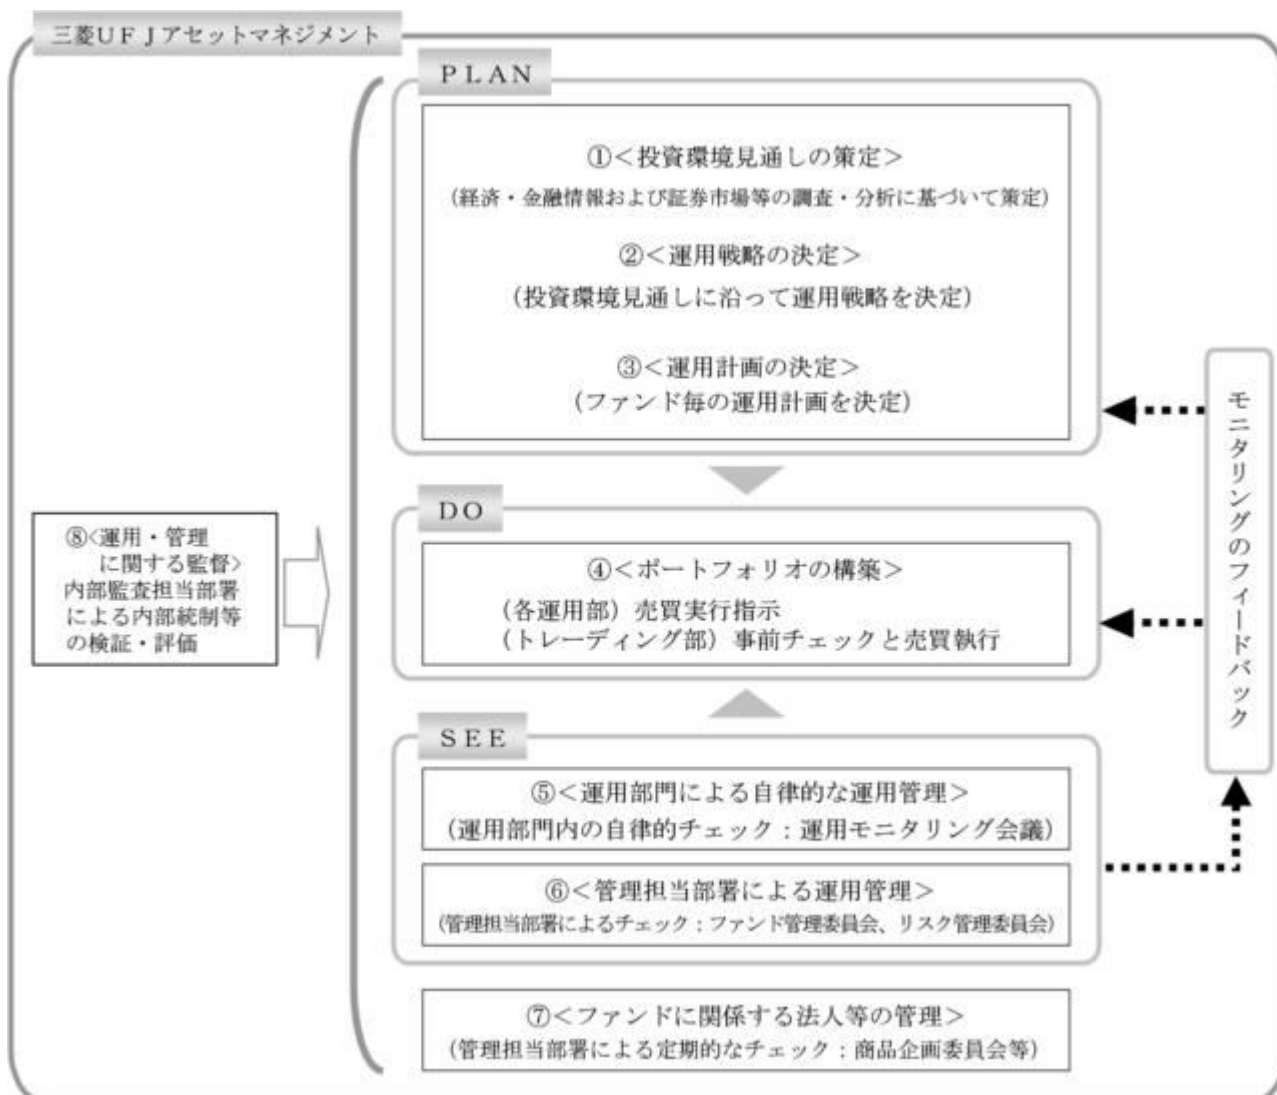 三菱ＵＦＪアセットマネジメント
ＰＬＡＮ
①＜投資環境見通しの策定＞
(経済・金融情報および証券市場等の調査・分析に基づいて策定)
②＜運用戦略の決定＞
(投資環境見通しに沿って運用戦略を決定)
③＜運用計画の決定＞
(ファンド毎の運用計画を決定)
ＤＯ
④＜ポートフォリオの構築＞
(各運用部）売買実行指示
(トレーディング部）事前チェックと売買執行
ＳＥＥ
⑤＜運用部門による自律的な運用管理＞
(運用部門内の自律的チェック：運用モニタリング会議)
⑥＜管理担当部署による運用管理＞
(管理担当部署によるチェック：ファンド管理委員会、リスク管理委員会)
⑦＜ファンドに関係する法人等の管理＞
(管理担当部署による定期的なチェック：商品企画委員会等)
⑧<運用・管理
に関する監督>
内部監査担当部署
による内部統制等
の検証・評価
モニタリングのフィードバック